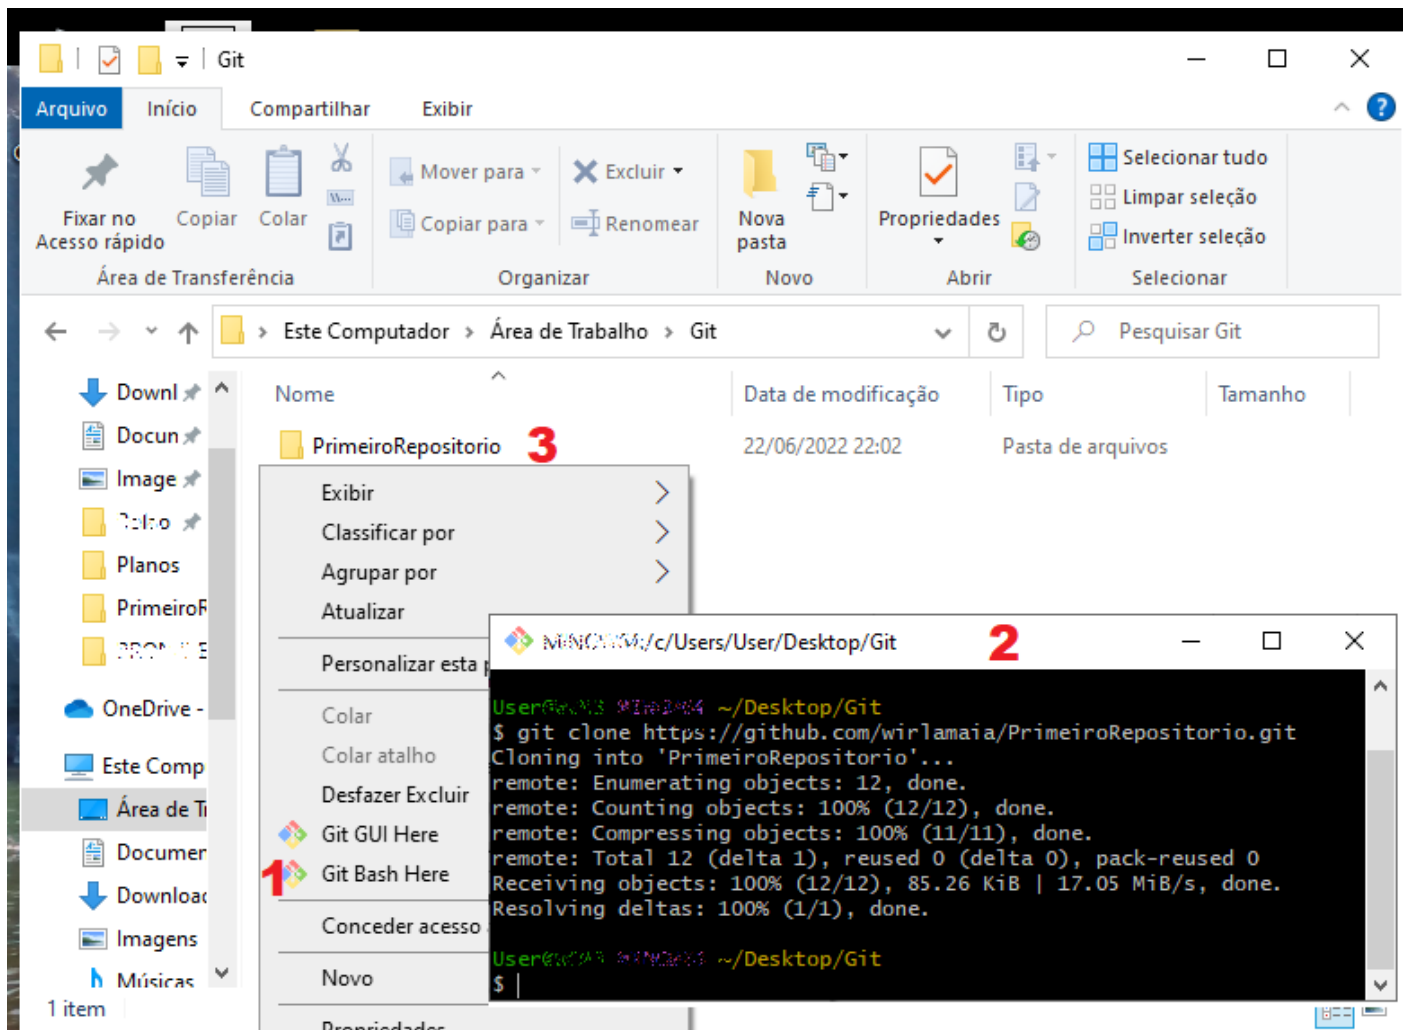 Git
Arquivo Início Compartilhar Exibir
Fixar no Acesso rápido
Copiar
Colar
Mover para
Copiar para
Excluir
Renomear
Nova pasta
Propriedades
Selecionar tudo
Limpar seleção
Inverter seleção
Área de Transferência Organizar Novo Abrir Selecionar
Este Computador > Área de Trabalho > Git
Pesquisar Git
Nome Data de modificação Tipo Tamanho
PrimeiroRepositorio 3 22/06/2022 22:02 Pasta de arquivos
Downl
Docun
Image
Planos
PrimeiroR
OneDrive -
Este Comp
Área de Tr
Documer
Downloac
Imagens
Músicas
1 item
Exibir
Classificar por
Agrupar por
Atualizar
Personalizar esta p
Colar
Colar atalho
Desfazer Excluir
Git GUI Here
1 Git Bash Here
Conceder acesso
Novo
Propriedades
/c/Users/User/Desktop/Git 2
User ~/Desktop/Git
$ git clone https://github.com/wirlamaia/PrimeiroRepositorio.git
Cloning into 'PrimeiroRepositorio'...
remote: Enumerating objects: 12, done.
remote: Counting objects: 100% (12/12), done.
remote: Compressing objects: 100% (11/11), done.
remote: Total 12 (delta 1), reused 0 (delta 0), pack-reused 0
Receiving objects: 100% (12/12), 85.26 KiB | 17.05 MiB/s, done.
Resolving deltas: 100% (1/1), done.
User ~/Desktop/Git
$